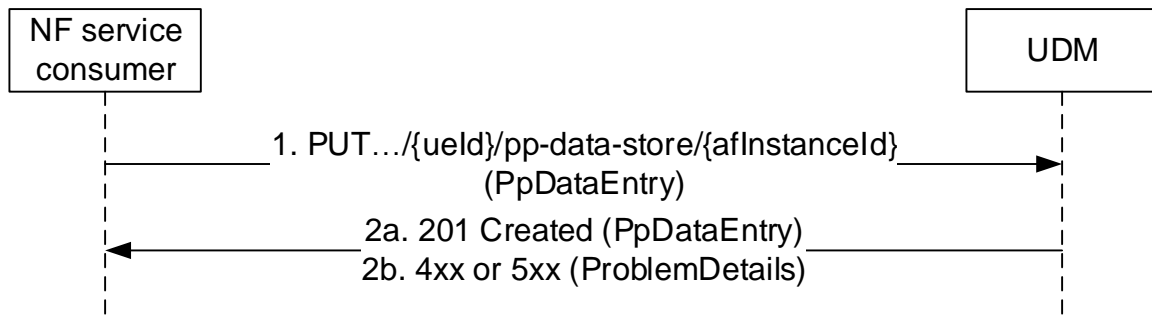 NF service
consumer
UDM
1. PUT…/{ueId}/pp-data-store/{afInstanceId}
(PpDataEntry)
2a. 201 Created (PpDataEntry)
2b. 4xx or 5xx (ProblemDetails)